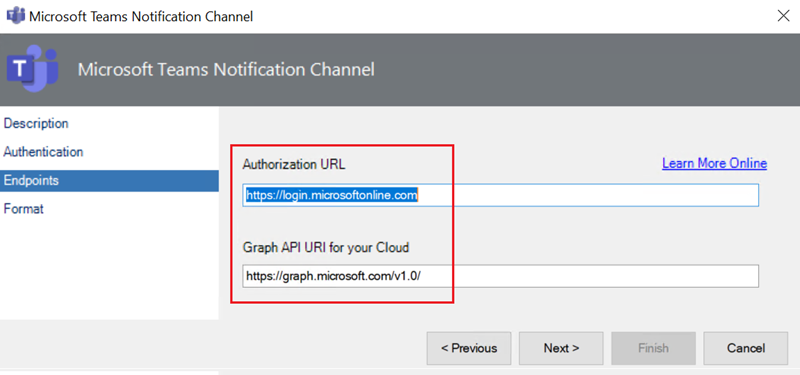 Microsoft Teams Notification Channel
Microsoft Teams Notification Channel
Description
Authentication
Endpoints
Format
Authorization URL
Learn More Online
https://login.microsoftonline.com
Graph API URI for your Cloud
https://graph.microsoft.com/v1.0/
< Previous
Next >
Finish
Cancel